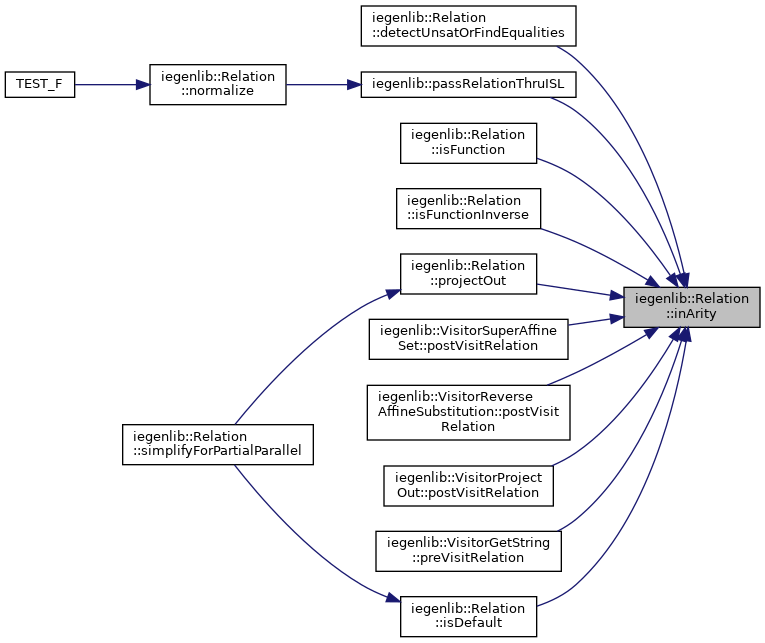 iegenlib::Relation
::detectUnsatOrFindEqualities
TEST_F
iegenlib::Relation
::normalize
iegenlib::passRelationThruISL
iegenlib::Relation
::isFunction
iegenlib::Relation
::isFunctionInverse
iegenlib::Relation
::projectOut
iegenlib::Relation
::inArity
iegenlib::VisitorSuperAffine
Set::postVisitRelation
iegenlib::VisitorReverse
AffineSubstitution::postVisit
Relation
iegenlib::Relation
::simplifyForPartialParallel
iegenlib::VisitorProject
Out::postVisitRelation
iegenlib::VisitorGetString
::preVisitRelation
iegenlib::Relation
::isDefault